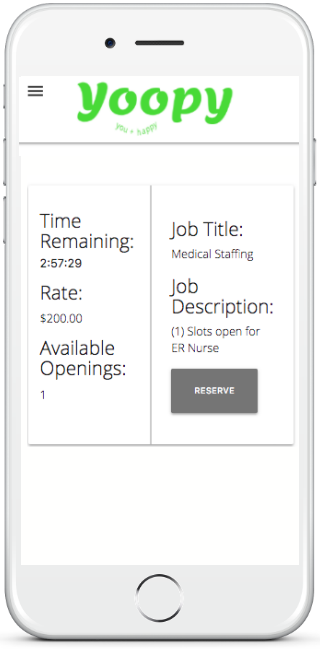 Yoopy
you + happy
Time
Remaining:
2:57:29
Rate:
$200.00
Available
Openings:
1
Job Title:
Medical Staffing
Job
Description:
(1) Slots open for
ER Nurse
RESERVE